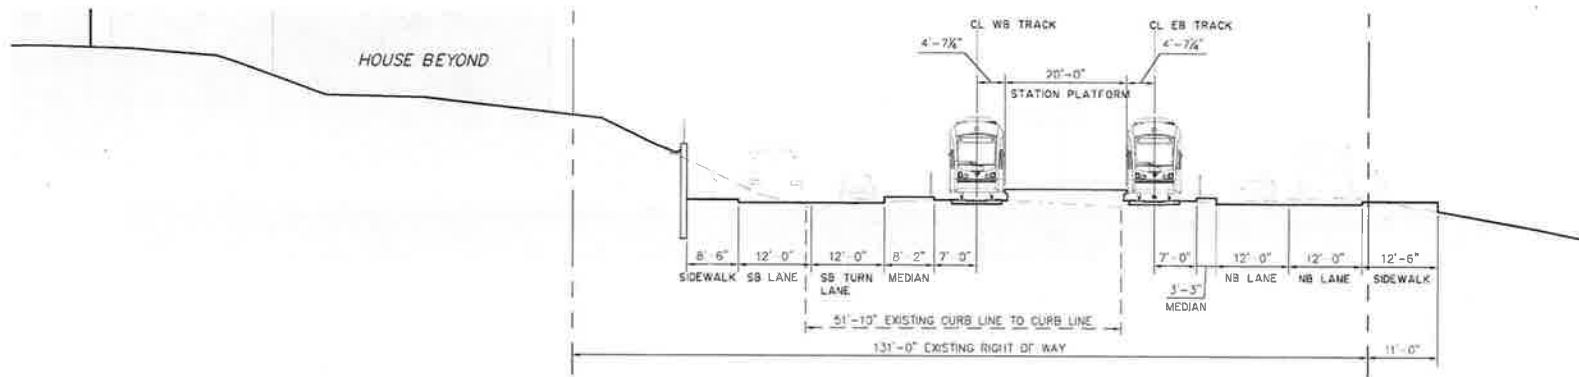 CL WB TRACK
CL EB TRACK
4'-7¼"
4'-7¼"
HOUSE BEYOND
20'-0"
STATION PLATFORM
8'-6"
12'-0"
12'-0"
8'-2"
7'-0"
7'-0"
12'-0"
12'-0"
12'-6"
SIDEWALK
SB LANE
SB TURN
LANE
MEDIAN
3'-3"
MEDIAN
NB LANE
NB LANE
SIDEWALK
51'-10" EXISTING CURB LINE TO CURB LINE
131'-0" EXISTING RIGHT OF WAY
11'-0"